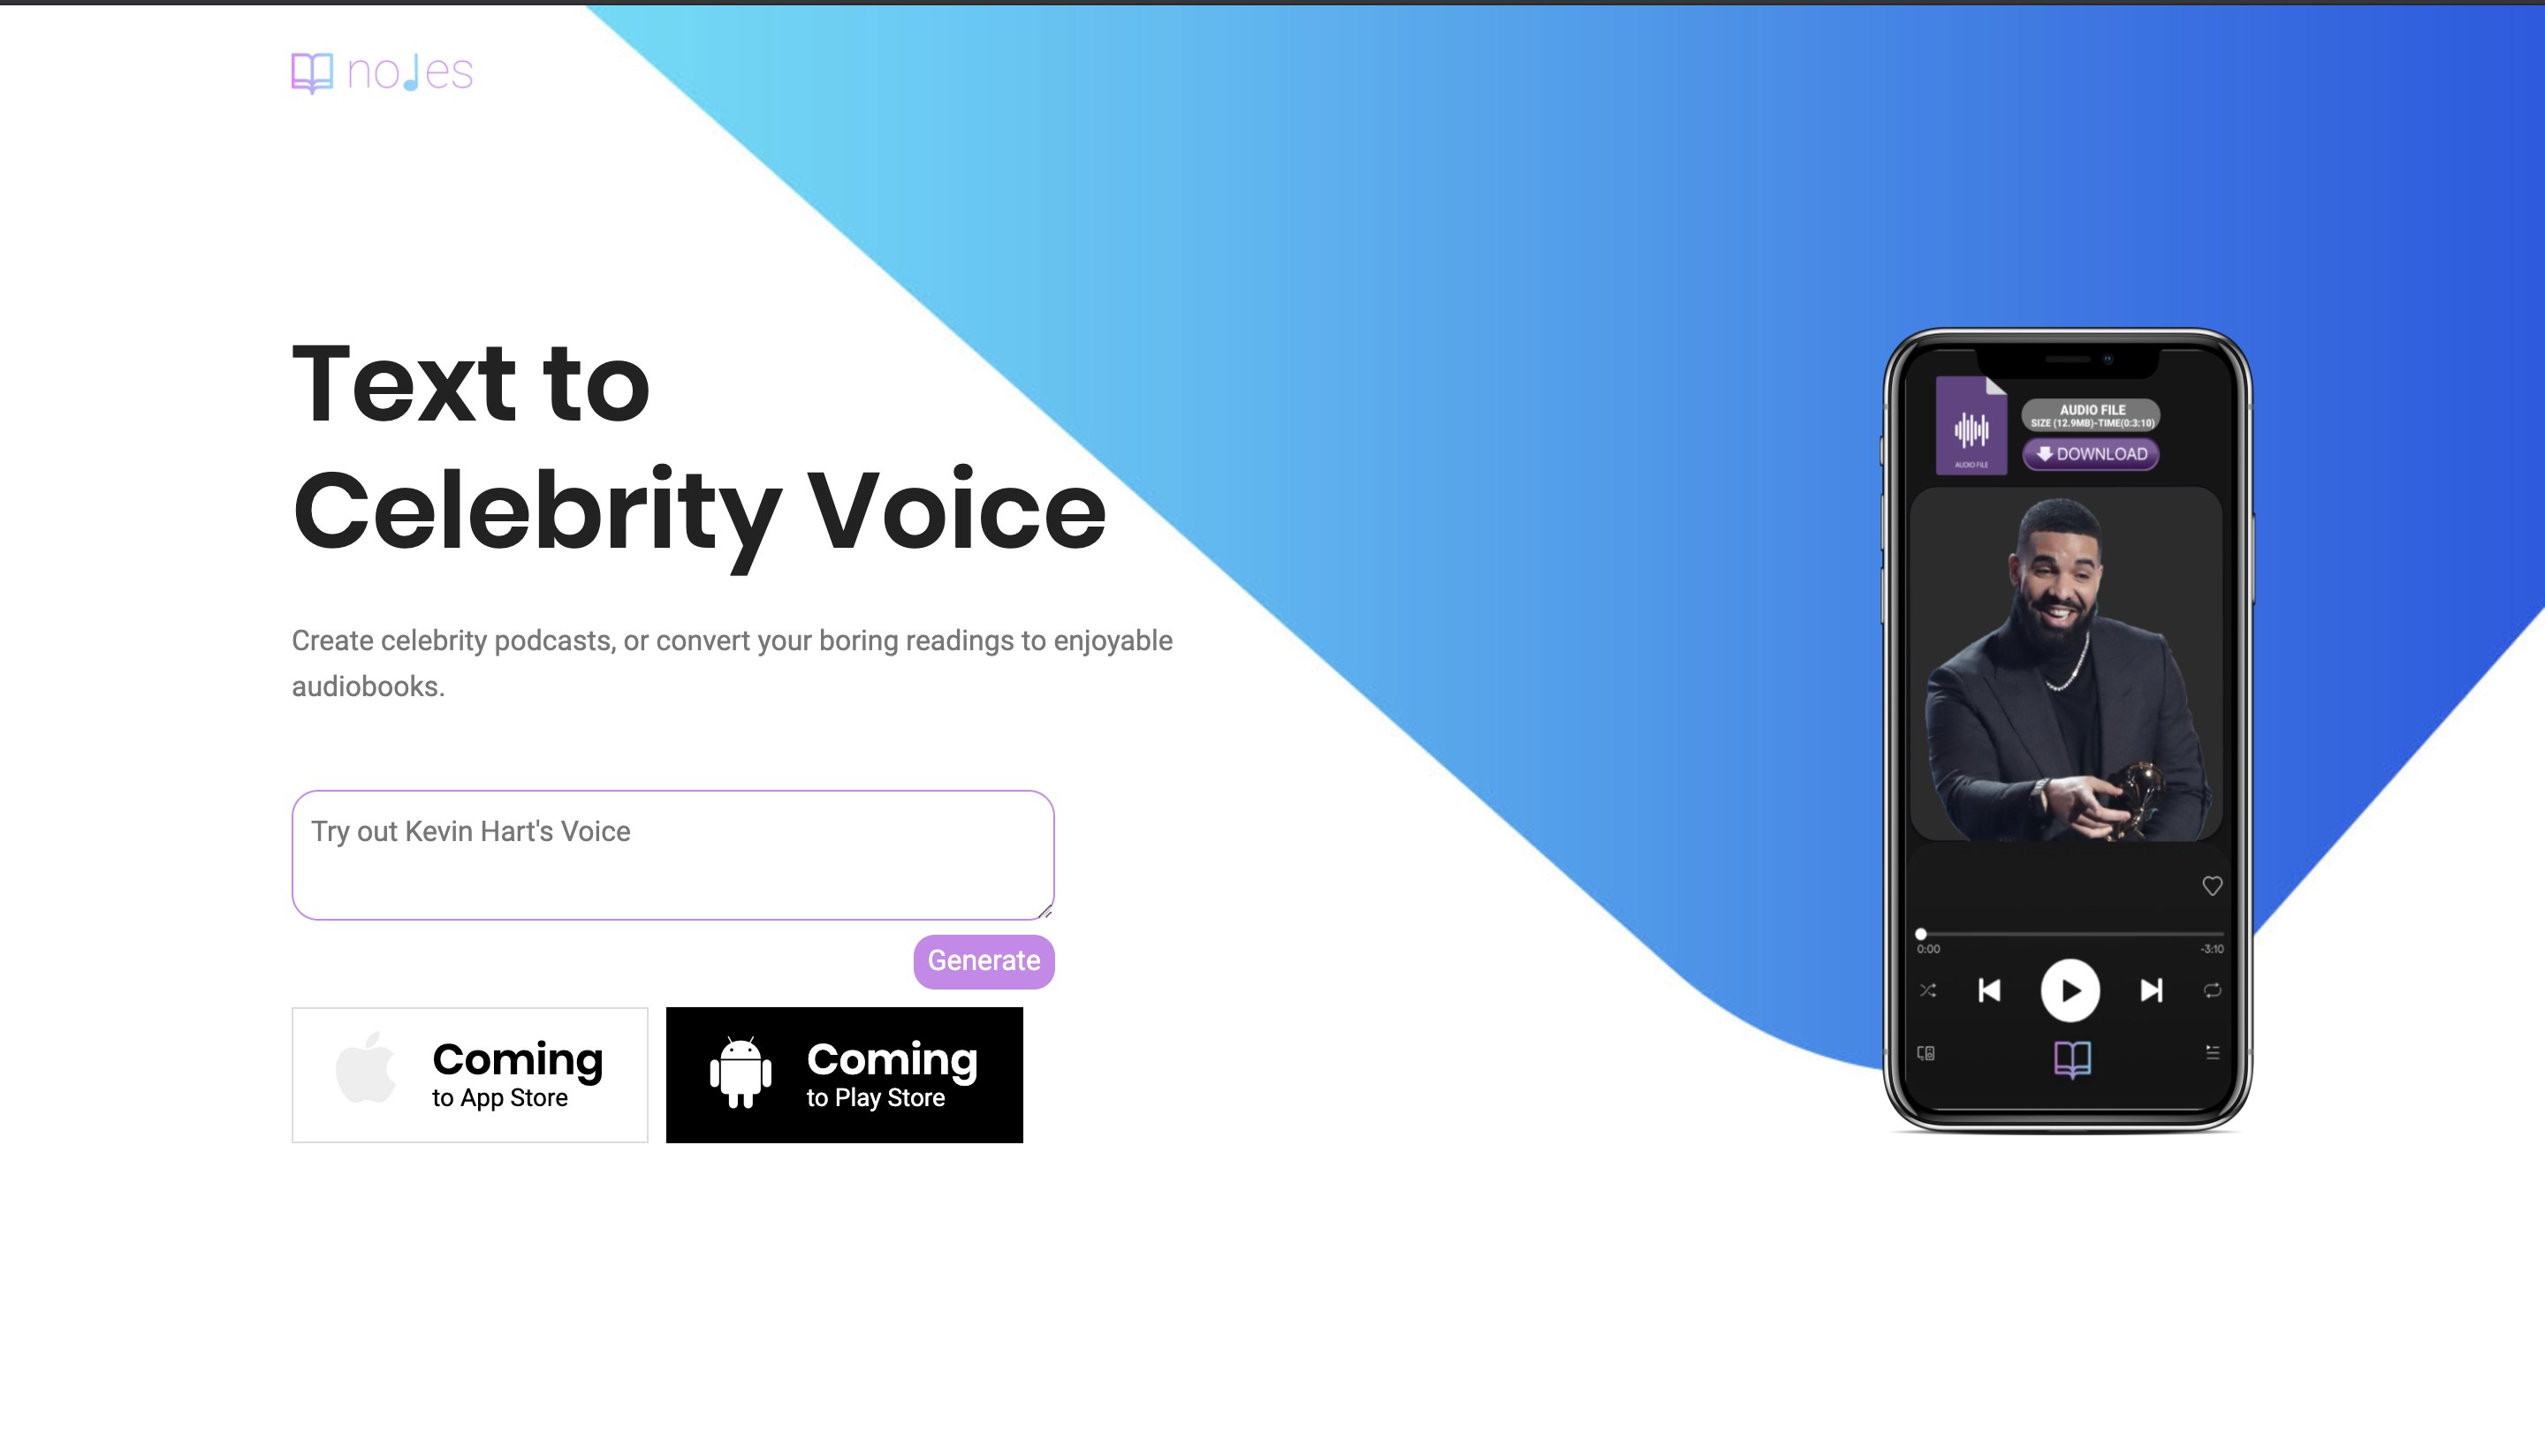 nodes
Text to
Celebrity Voice
Create celebrity podcasts, or convert your boring readings to enjoyable
audiobooks.
Try out Kevin Hart's Voice
Generate
Coming
to App Store
Coming
to Play Store
AUDIO FILE
AUDIO FILE
SIZE (12.9MB)-TIME(0:3:10)
DOWNLOAD
0:00
-3:10